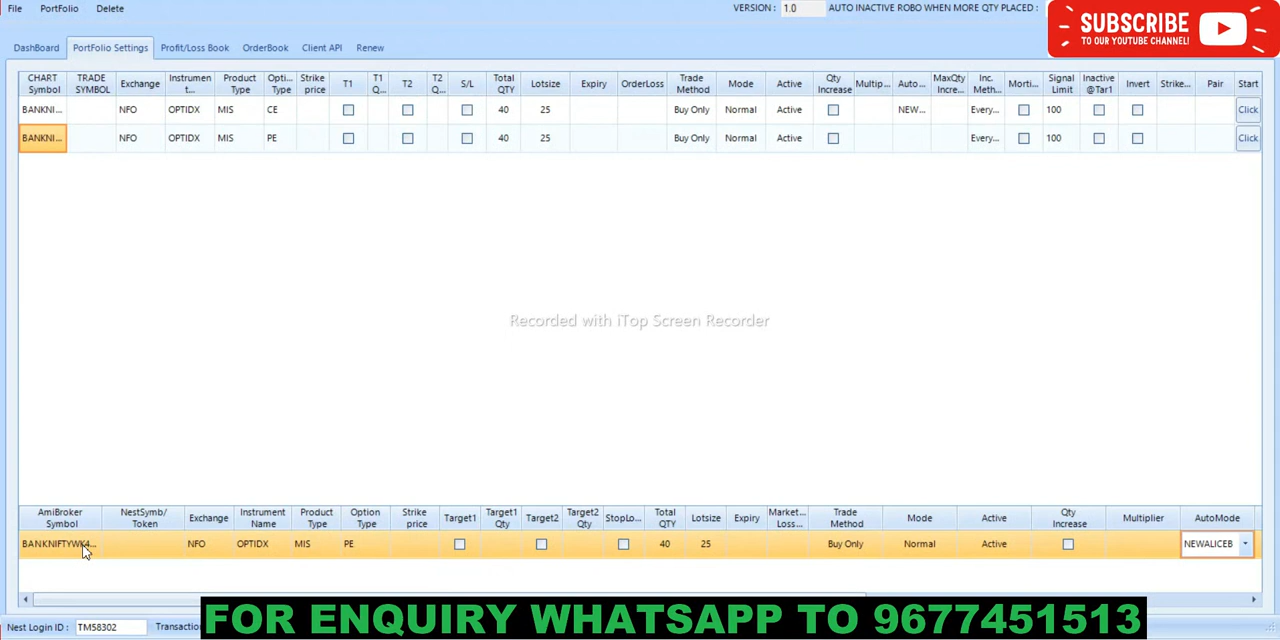 File PortFolio Delete VERSION : 1.0 AUTO INACTIVE ROBO WHEN MORE QTY PLACED :
SUBSCRIBE
TO OUR YOUTUBE CHANNEL!
DashBoard PortFolio Settings Profit/Loss Book OrderBook Client API Renew
CHART Symbol TRADE SYMBOL Exchange Instrumen t... Product Type Opti... Type Strike price T1 T1 Q... T2 T2 Q... S/L Total QTY Lotsize Expiry OrderLoss Trade Method Mode Active Qty Increase Multip... Auto... MaxQty Incre... Inc. Meth... Morti... Signal Limit Inactive @Tar1 Invert Strike... Pair Start
BANKNI... NFO OPTIDX MIS CE 40 25 Buy Only Normal Active NEW... Every... 100 Click
BANKNI... NFO OPTIDX MIS PE 40 25 Buy Only Normal Active Every... 100 Click
Recorded with iTop Screen Recorder
AmiBroker Symbol NestSymb/ Token Exchange Instrument Name Product Type Option Type Strike price Target1 Target1 Qty Target2 Target2 Qty StopLo... Total QTY Lotsize Expiry Market... Loss... Trade Method Mode Active Qty Increase Multiplier AutoMode
BANKNIFTYWK4... NFO OPTIDX MIS PE 40 25 Buy Only Normal Active NEWALICEB
Nest Login ID : TM58302 Transactio
FOR ENQUIRY WHATSAPP TO 9677451513